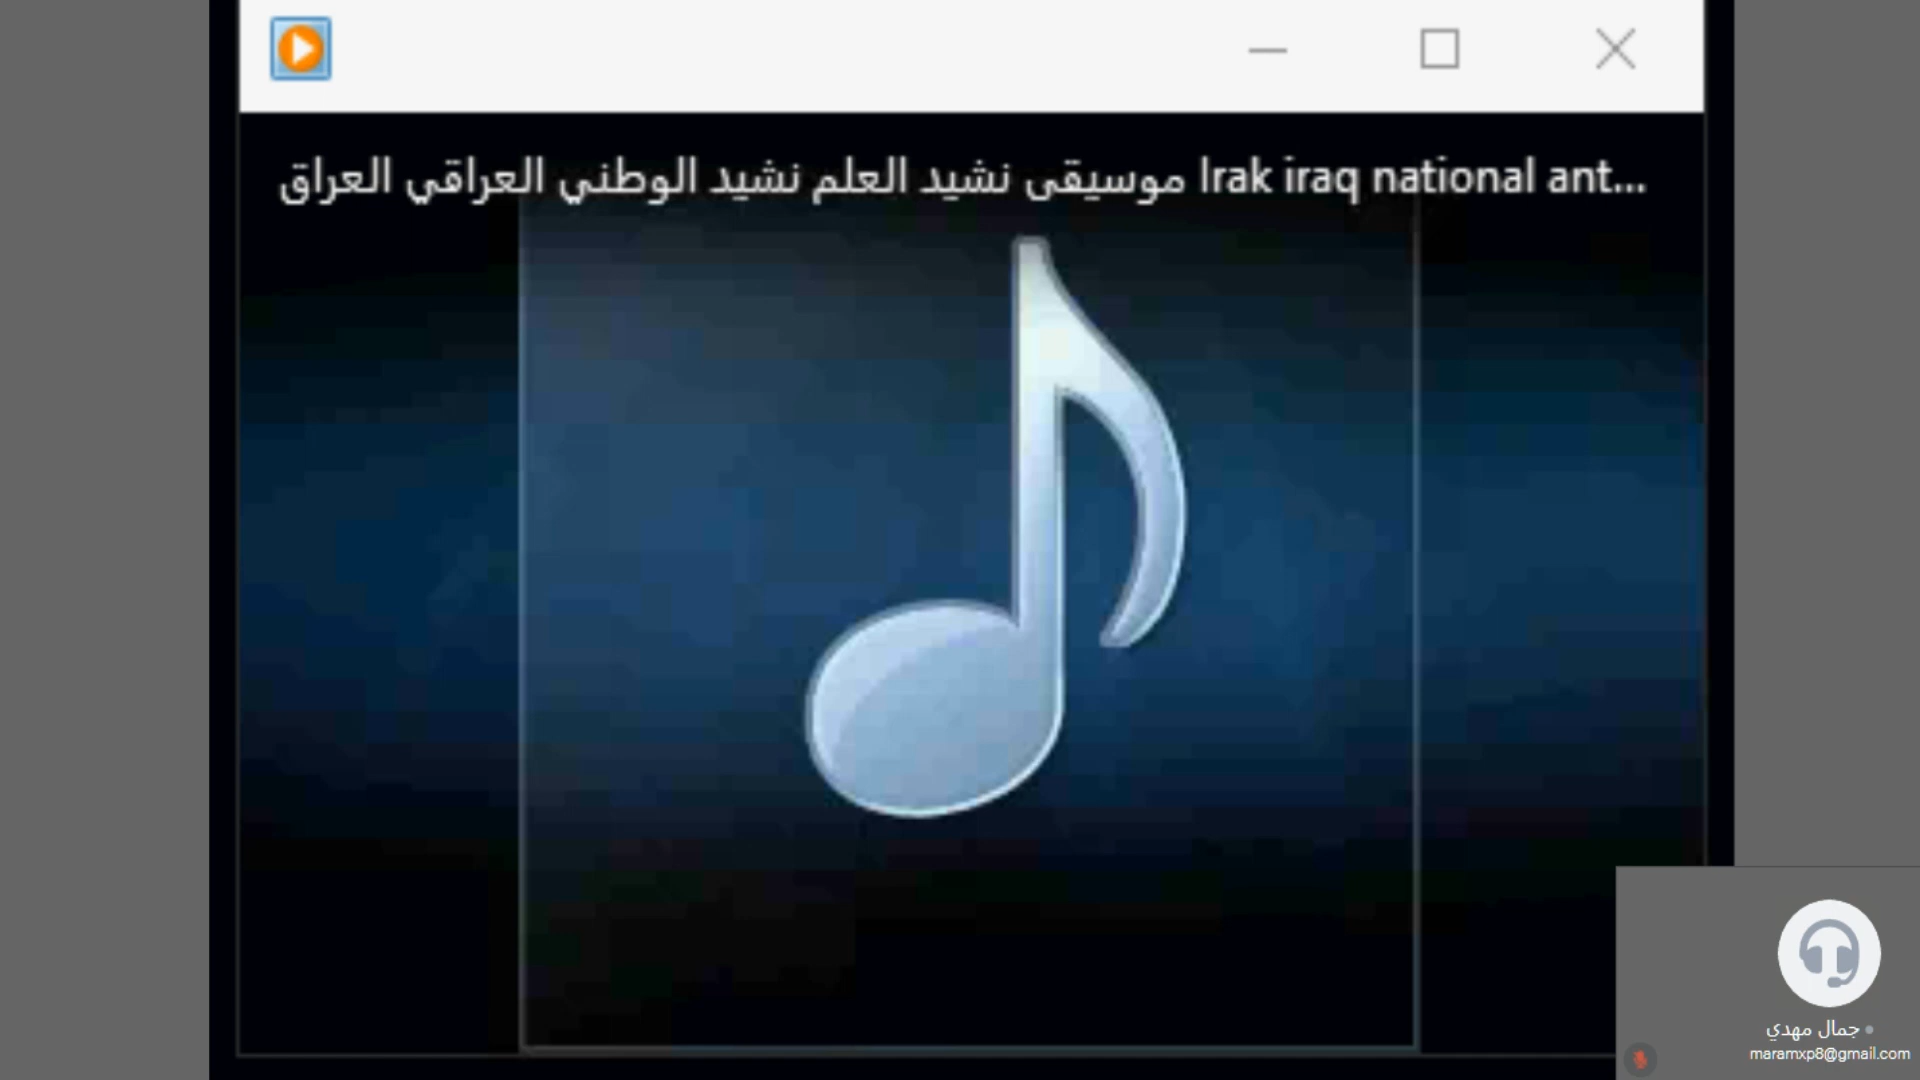 موسيقى نشيد العلم نشيد الوطني العراقي العراق Irak iraq national ant...
جمال مهدي
maramxp8@gmail.com